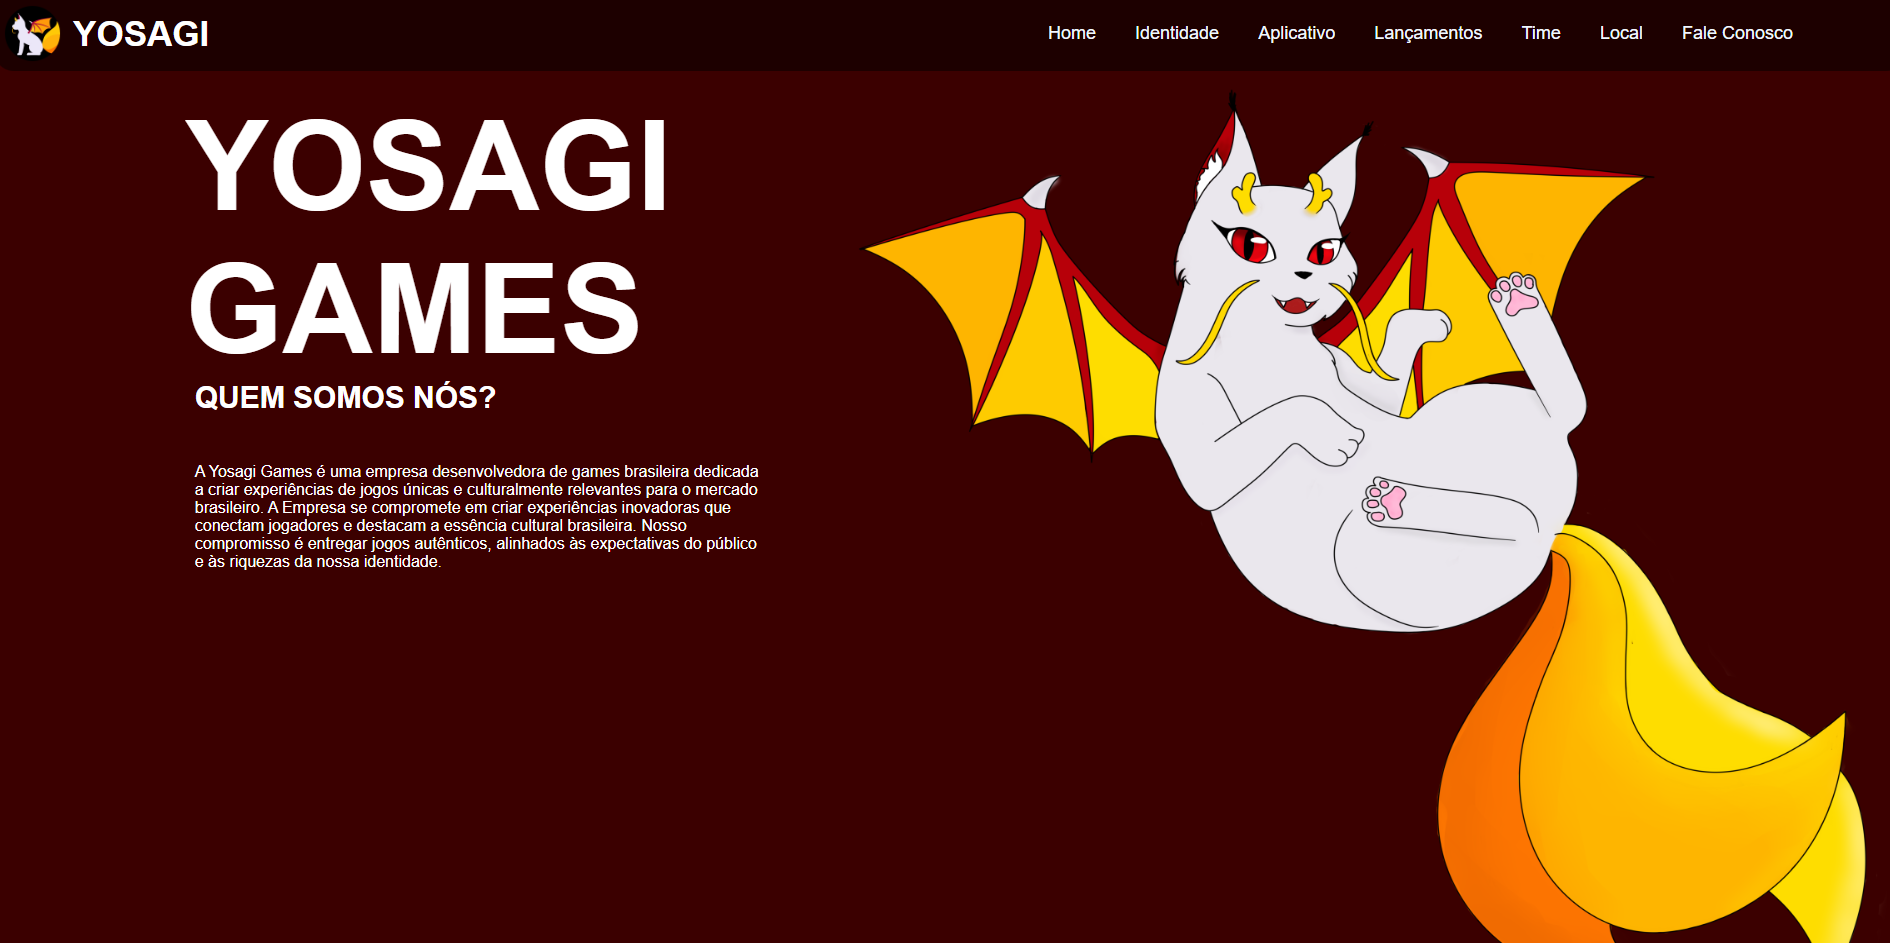 YOSAGI
Home Identidade Aplicativo Lançamentos Time Local Fale Conosco
YOSAGI
GAMES
QUEM SOMOS NÓS?
A Yosagi Games é uma empresa desenvolvedora de games brasileira dedicada
a criar experiências de jogos únicas e culturalmente relevantes para o mercado
brasileiro. A Empresa se compromete em criar experiências inovadoras que
conectam jogadores e destacam a essência cultural brasileira. Nosso
compromisso é entregar jogos autênticos, alinhados às expectativas do público
e às riquezas da nossa identidade.